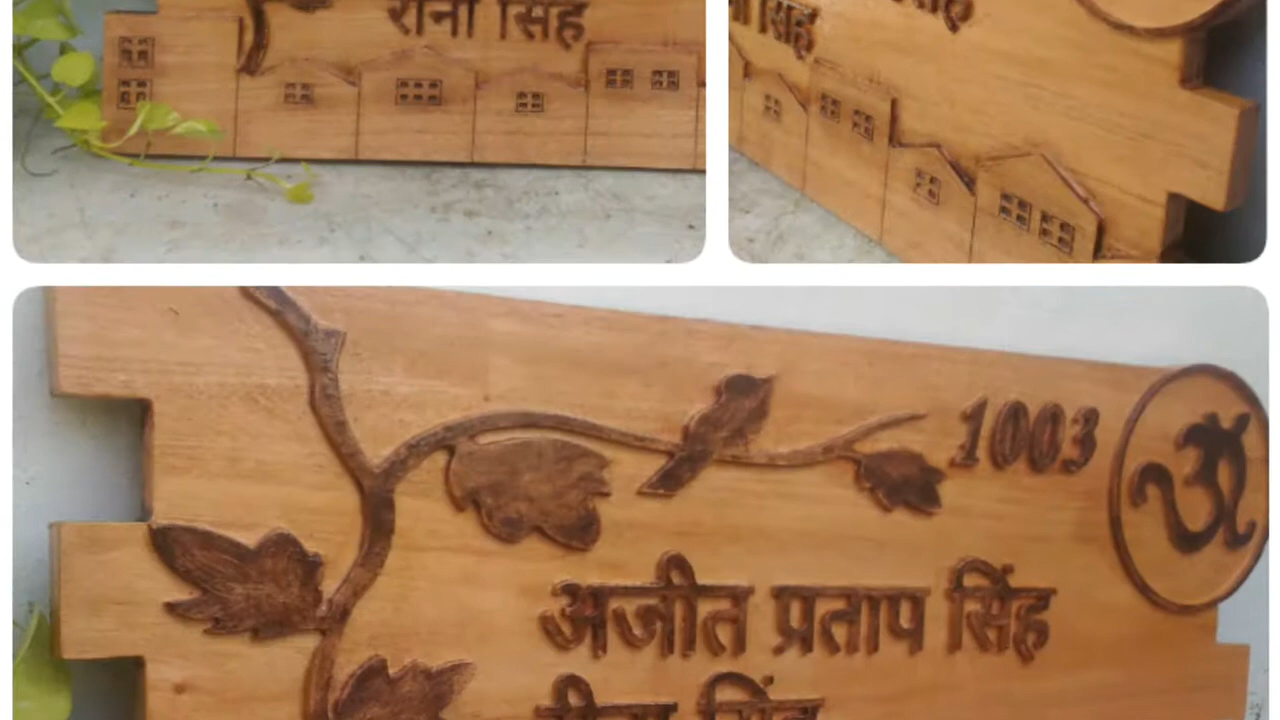 रीना सिंह
सिंह
1003 ॐ
अजीत प्रताप सिंह
रीना सिंह